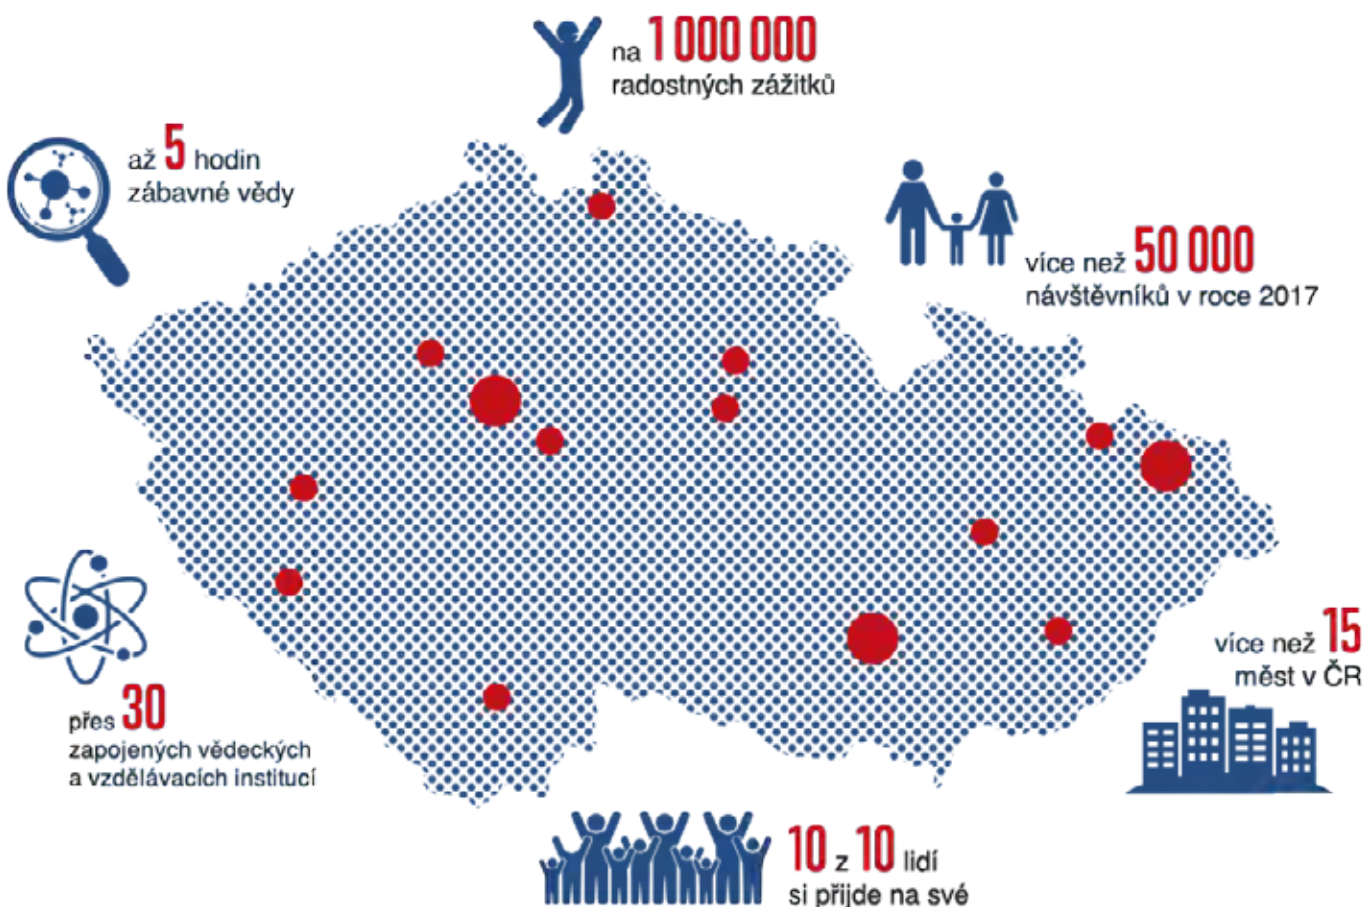 na 1 000 000
radostných zážitků
až 5 hodin
zábavné vědy
více než 50 000
návštěvníků v roce 2017
více než 15
měst v ČR
přes 30
zapojených vědeckých
a vzdělávacích institucí
10 z 10 lidí
si přijde na své